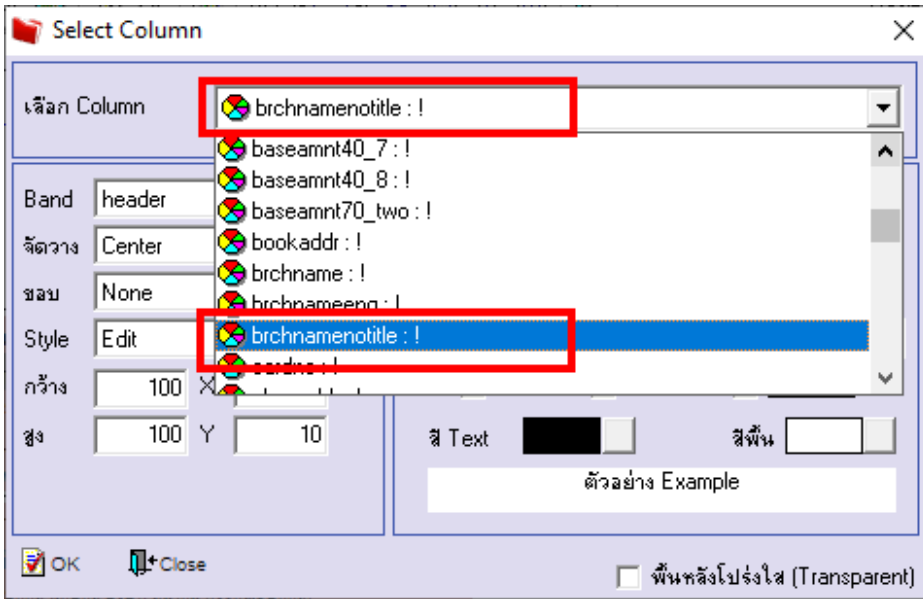 Select Column
เลือก Column
brchnamenotitle : !
baseamnt40_7 : !
baseamnt40_8 : !
baseamnt70_two : !
bookaddr : !
brchname : !
brchnameeng : !
brchnamenotitle : !
Band header
จัดวาง Center
ขอบ None
Style Edit
กว้าง 100 X
สูง 100 Y 10
สี Text
สีพื้น
ตัวอย่าง Example
OK
Close
พื้นหลังโปร่งใส (Transparent)